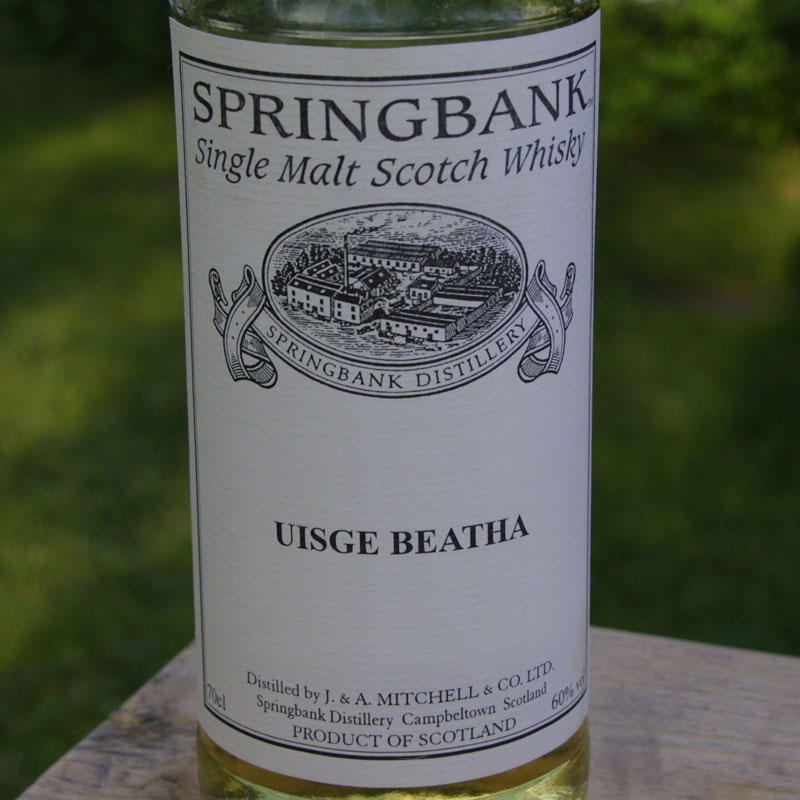 SPRINGBANK™
Single Malt Scotch Whisky
SPRINGBANK DISTILLERY
UISGE BEATHA
Distilled by J. & A. MITCHELL & CO. LTD.
70cl Springbank Distillery Campbeltown Scotland 60% vol
PRODUCT OF SCOTLAND